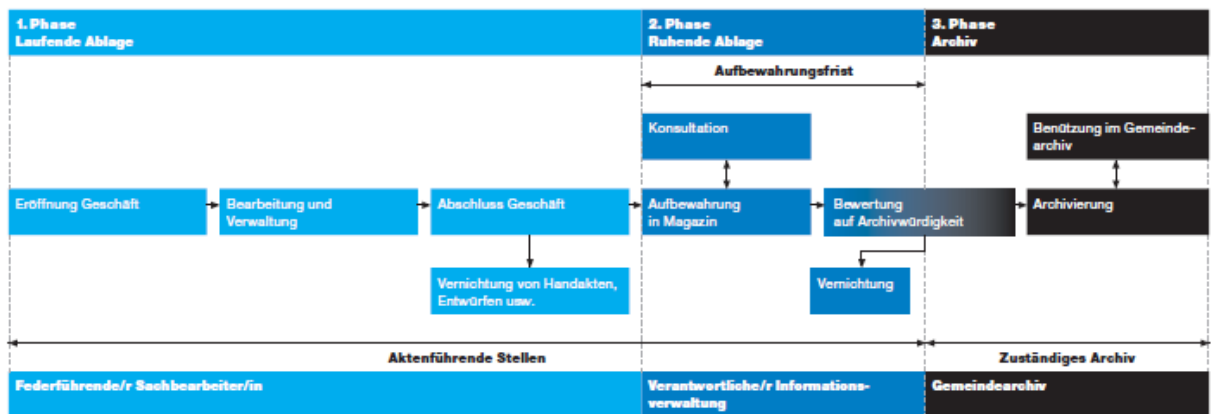 1. Phase
Laufende Ablage
2. Phase
Ruhende Ablage
3. Phase
Archiv
Aufbewahrungsfrist
Konsultation
Benützung im Gemeinde-
archiv
Eröffnung Geschäft
Bearbeitung und
Verwaltung
Abschluss Geschäft
Aufbewahrung
in Magazin
Bewertung
auf Archivwürdigkeit
Archivierung
Vernichtung von Handakten,
Entwürfen usw.
Vernichtung
Aktenführende Stellen
Zuständiges Archiv
Federführende/r Sachbearbeiter/in
Verantwortliche/r Informations-
verwaltung
Gemeindearchiv